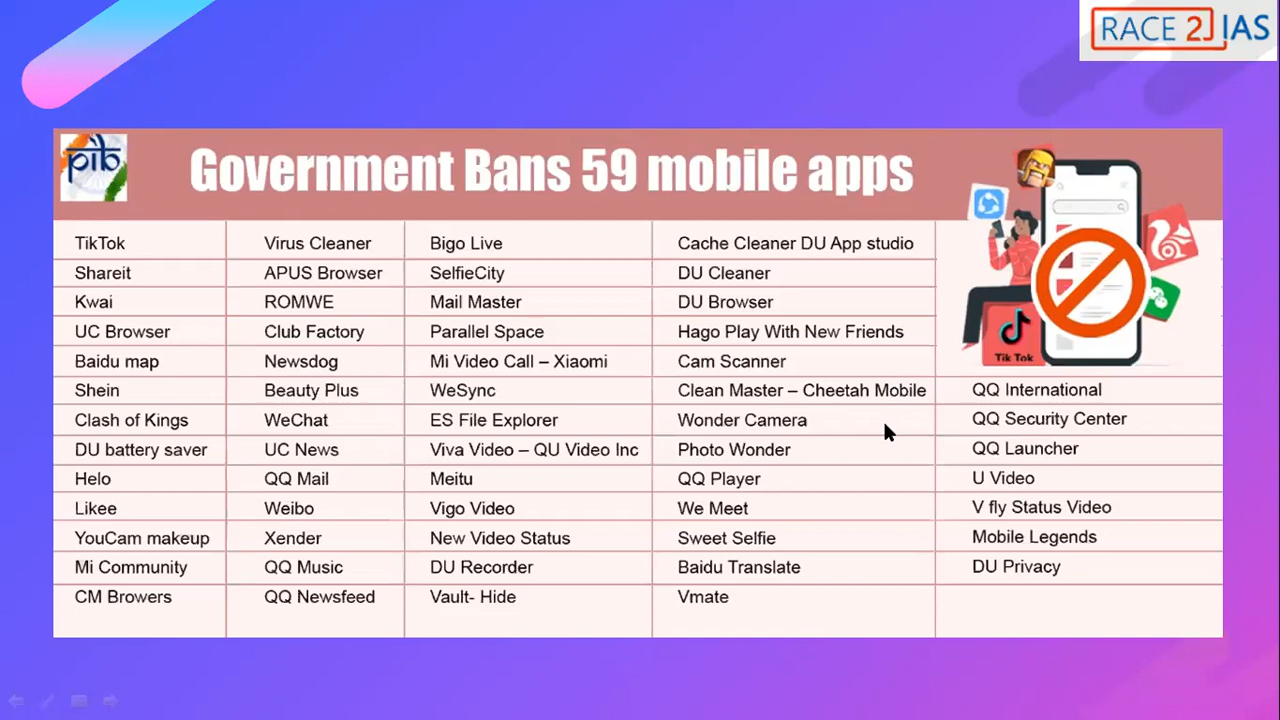 RACE 2 IAS
pib
Government Bans 59 mobile apps
TikTok
Shareit
Kwai
UC Browser
Baidu map
Shein
Clash of Kings
DU battery saver
Helo
Likee
YouCam makeup
Mi Community
CM Browers
Virus Cleaner
APUS Browser
ROMWE
Club Factory
Newsdog
Beauty Plus
WeChat
UC News
QQ Mail
Weibo
Xender
QQ Music
QQ Newsfeed
Bigo Live
SelfieCity
Mail Master
Parallel Space
Mi Video Call – Xiaomi
WeSync
ES File Explorer
Viva Video – QU Video Inc
Meitu
Vigo Video
New Video Status
DU Recorder
Vault- Hide
Cache Cleaner DU App studio
DU Cleaner
DU Browser
Hago Play With New Friends
Cam Scanner
Clean Master – Cheetah Mobile
Wonder Camera
Photo Wonder
QQ Player
We Meet
Sweet Selfie
Baidu Translate
Vmate
Tik Tok
QQ International
QQ Security Center
QQ Launcher
U Video
V fly Status Video
Mobile Legends
DU Privacy